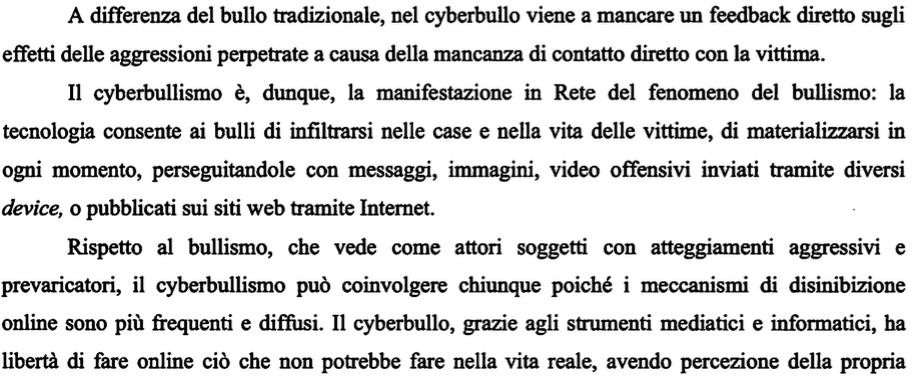 A differenza del bullo tradizionale, nel cyberbullo viene a mancare un feedback diretto sugli
effetti delle aggressioni perpetrate a causa della mancanza di contatto diretto con la vittima.
Il cyberbullismo è, dunque, la manifestazione in Rete del fenomeno del bullismo: la
tecnologia consente ai bulli di infiltrarsi nelle case e nella vita delle vittime, di materializzarsi in
ogni momento, perseguitandole con messaggi, immagini, video offensivi inviati tramite diversi
device, o pubblicati sui siti web tramite Internet.
Rispetto al bullismo, che vede come attori soggetti con atteggiamenti aggressivi e
prevaricatori, il cyberbullismo può coinvolgere chiunque poiché i meccanismi di disinibizione
online sono più frequenti e diffusi. Il cyberbullo, grazie agli strumenti mediatici e informatici, ha
libertà di fare online ciò che non potrebbe fare nella vita reale, avendo percezione della propria